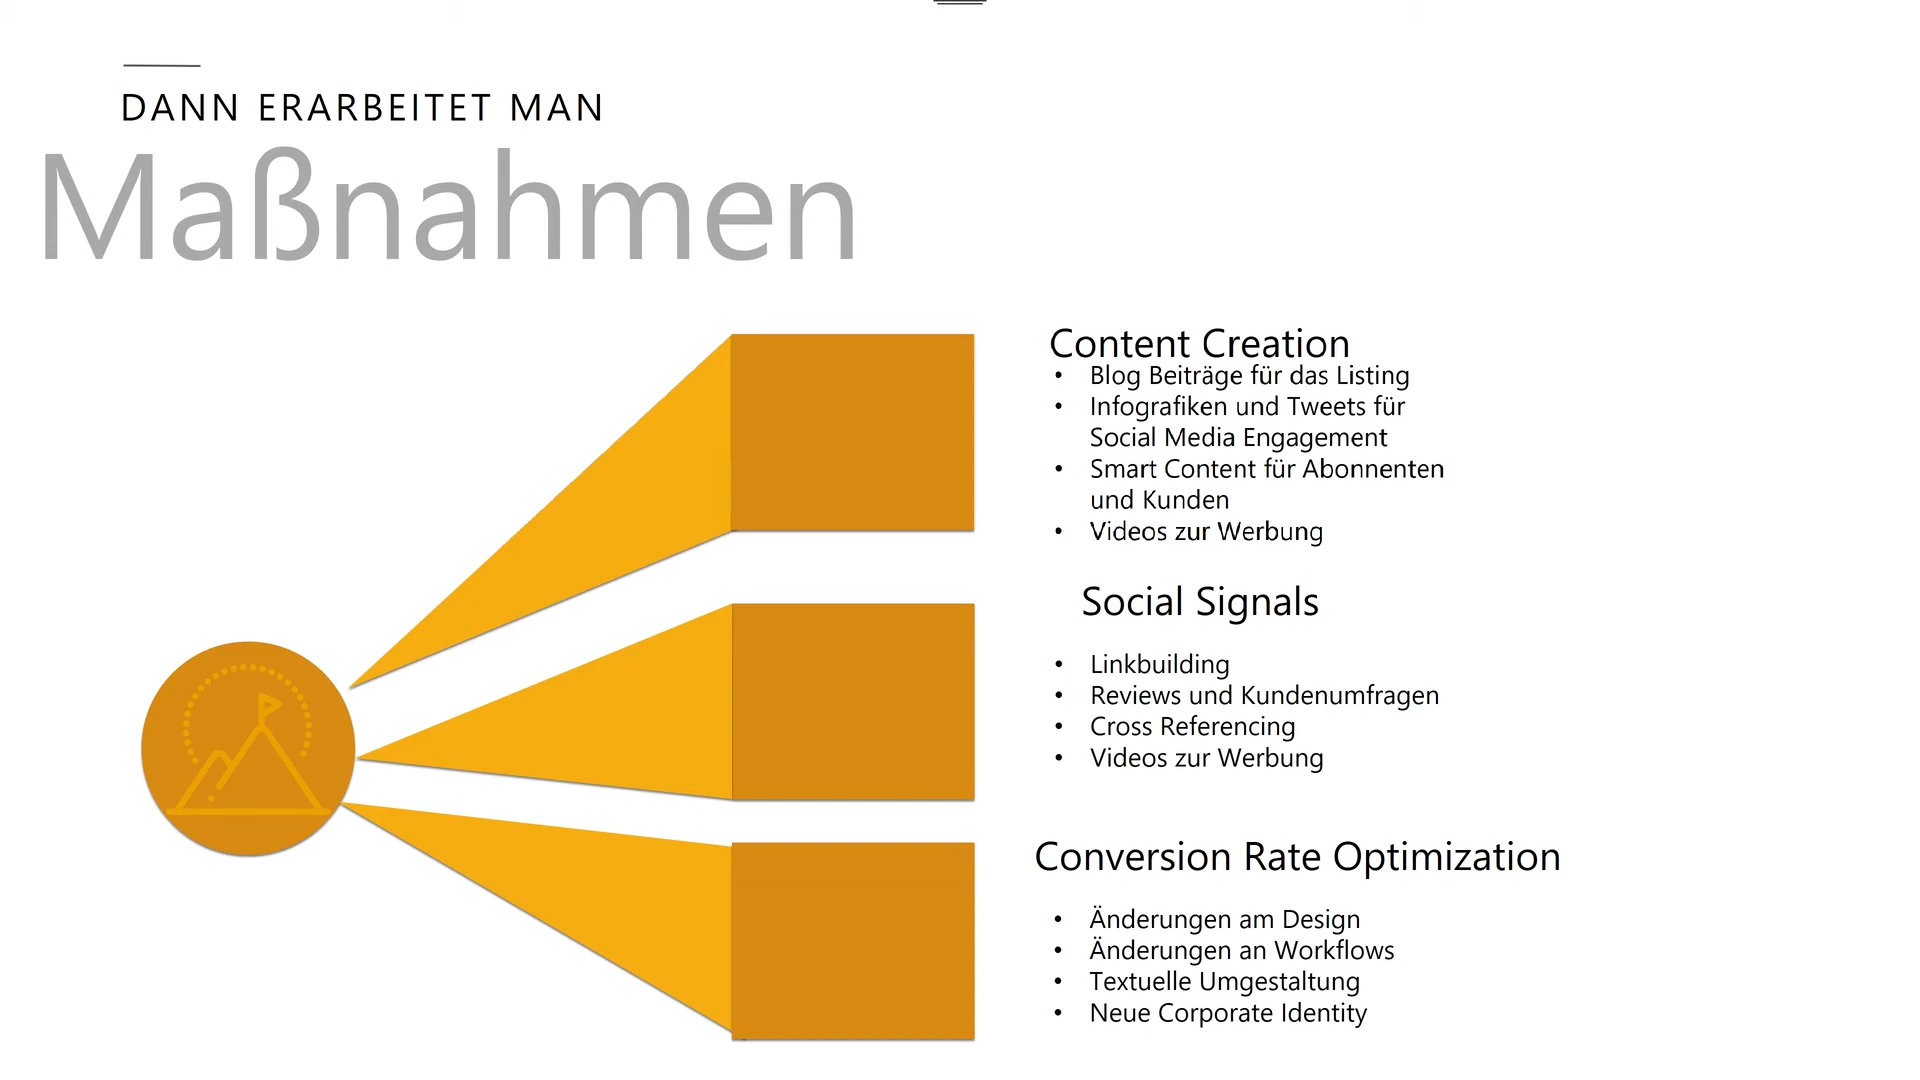 DANN ERARBEITET MAN
Maßnahmen
Content Creation
• Blog Beiträge für das Listing
• Infografiken und Tweets für
Social Media Engagement
• Smart Content für Abonnenten
und Kunden
• Videos zur Werbung
Social Signals
• Linkbuilding
• Reviews und Kundenumfragen
• Cross Referencing
• Videos zur Werbung
Conversion Rate Optimization
• Änderungen am Design
• Änderungen an Workflows
• Textuelle Umgestaltung
• Neue Corporate Identity